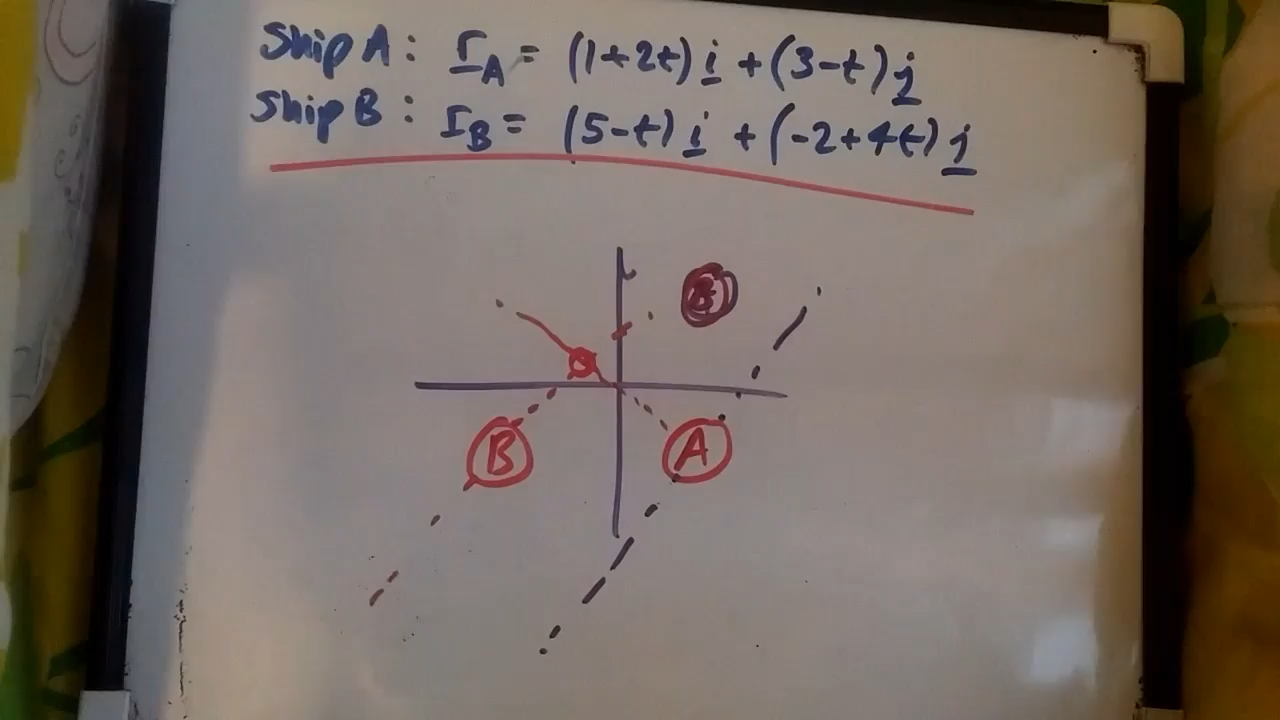 Ship A: r_A = (1+2t) i + (3-t) j
Ship B: r_B = (5-t) i + (-2+4t) j
B
B
A